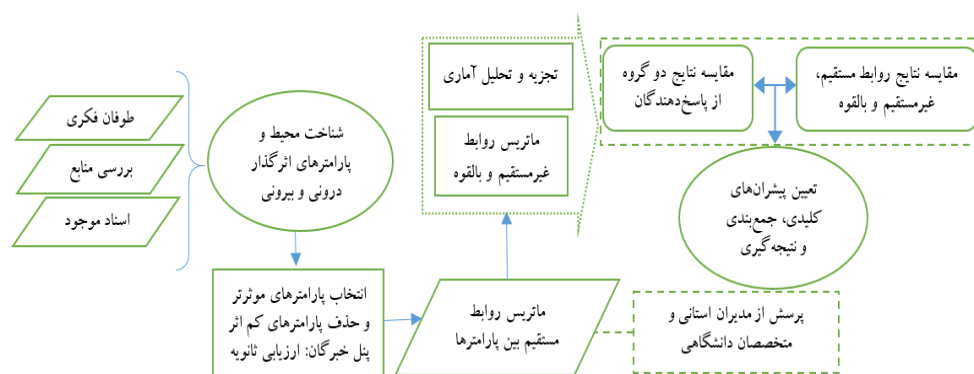 طوفان فکری
بررسی منابع
اسناد موجود
شناخت محیط و
پارامترهای اثرگذار
درونی و بیرونی
انتخاب پارامترهای موثرتر
و حذف پارامترهای کم اثر
پنل خبرگان: ارزیابی ثانویه
ماتریس روابط
مستقیم بین پارامترها
پرسش از مدیران استانی و
متخصصان دانشگاهی
ماتریس روابط
غیرمستقیم و بالقوه
تجزیه و تحلیل آماری
مقایسه نتایج دو گروه
از پاسخ‌دهندگان
مقایسه نتایج روابط مستقیم،
غیرمستقیم و بالقوه
تعیین پیشران‌های
کلیدی، جمع‌بندی
و نتیجه‌گیری